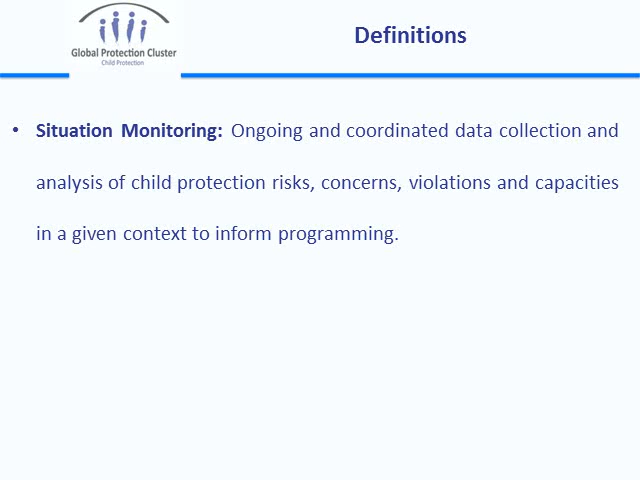 Global Protection Cluster
Child Protection
Definitions
• Situation Monitoring: Ongoing and coordinated data collection and
analysis of child protection risks, concerns, violations and capacities
in a given context to inform programming.